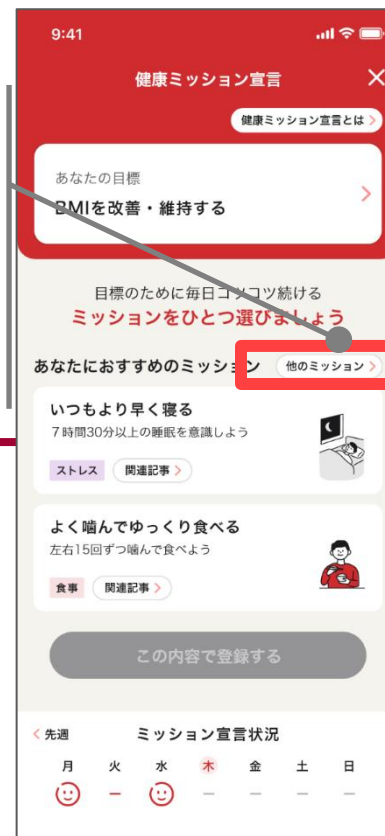 9:41
健康ミッション宣言
健康ミッション宣言とは
あなたの目標
BMIを改善・維持する
目標のために毎日コツコツ続ける
ミッションをひとつ選びましょう
あなたにおすすめのミッション
他のミッション
いつもより早く寝る
7時間30分以上の睡眠を意識しよう
ストレス
関連記事
よく噛んでゆっくり食べる
左右15回ずつ噛んで食べよう
食事
関連記事
この内容で登録する
先週
ミッション宣言状況
月 火 水 木 金 土 日